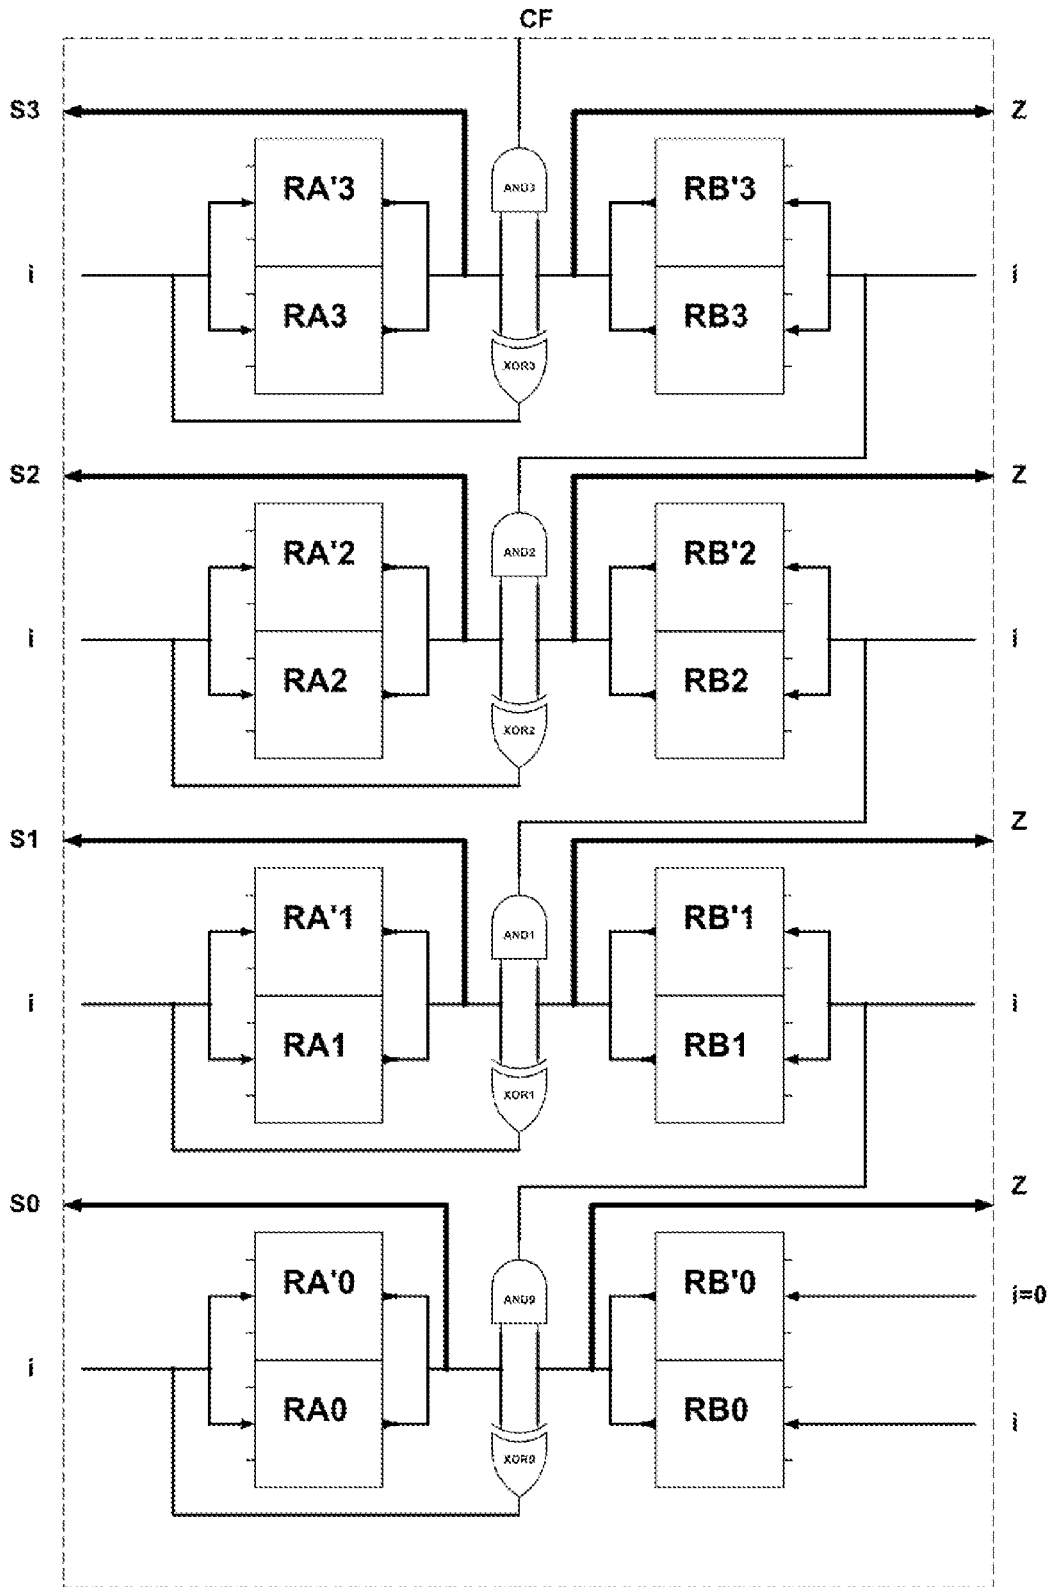 CF
S3
Z
AND3
RA'3
RB'3
i
i
RA3
RB3
XOR3
S2
Z
AND2
RA'2
RB'2
i
i
RA2
RB2
XOR2
S1
Z
AND1
RA'1
RB'1
i
i
RA1
RB1
XOR1
S0
Z
RA'0
RB'0
i=0
AND0
i
RA0
RB0
i
XOR0